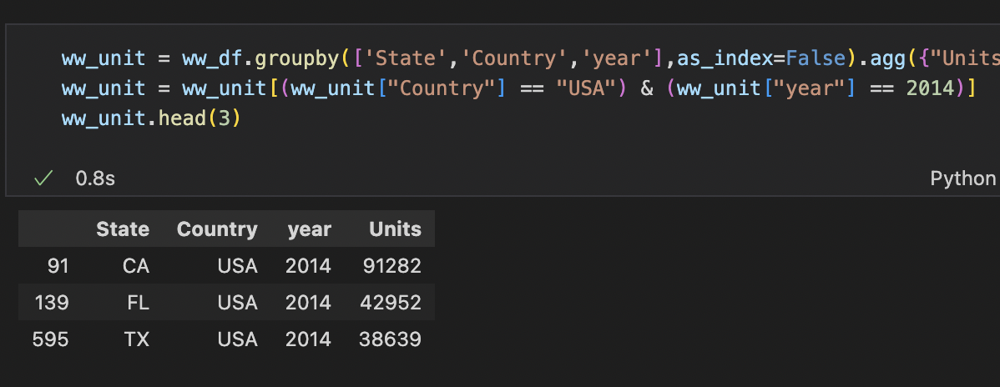 ww_unit = ww_df.groupby(['State','Country','year'],as_index=False).agg({"Units
ww_unit = ww_unit[(ww_unit["Country"] == "USA") & (ww_unit["year"] == 2014)]
ww_unit.head(3)
✓ 0.8s Python
State Country year Units
91 CA USA 2014 91282
139 FL USA 2014 42952
595 TX USA 2014 38639